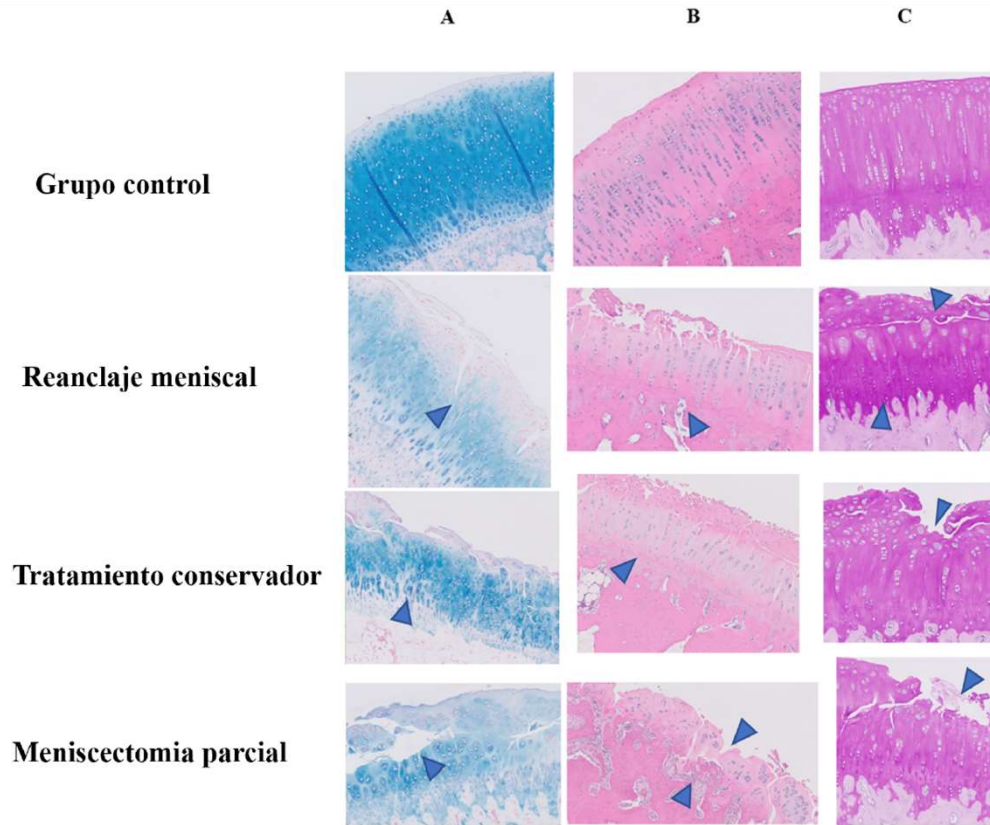 A B C
Grupo control
Reanclaje meniscal
Tratamiento conservador
Meniscectomia parcial